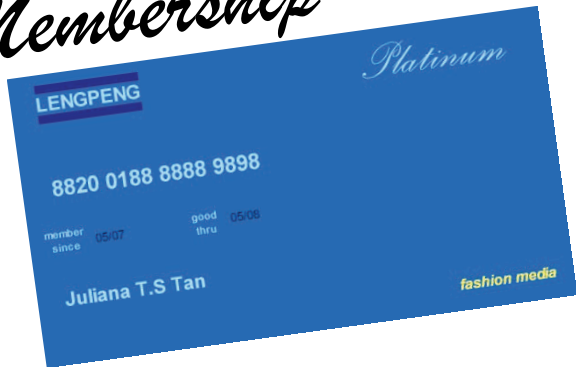 Membership
Platinum
LENGPENG
8820 0188 8888 9898
member since 05/07
good thru 05/08
Juliana T.S Tan
fashion media